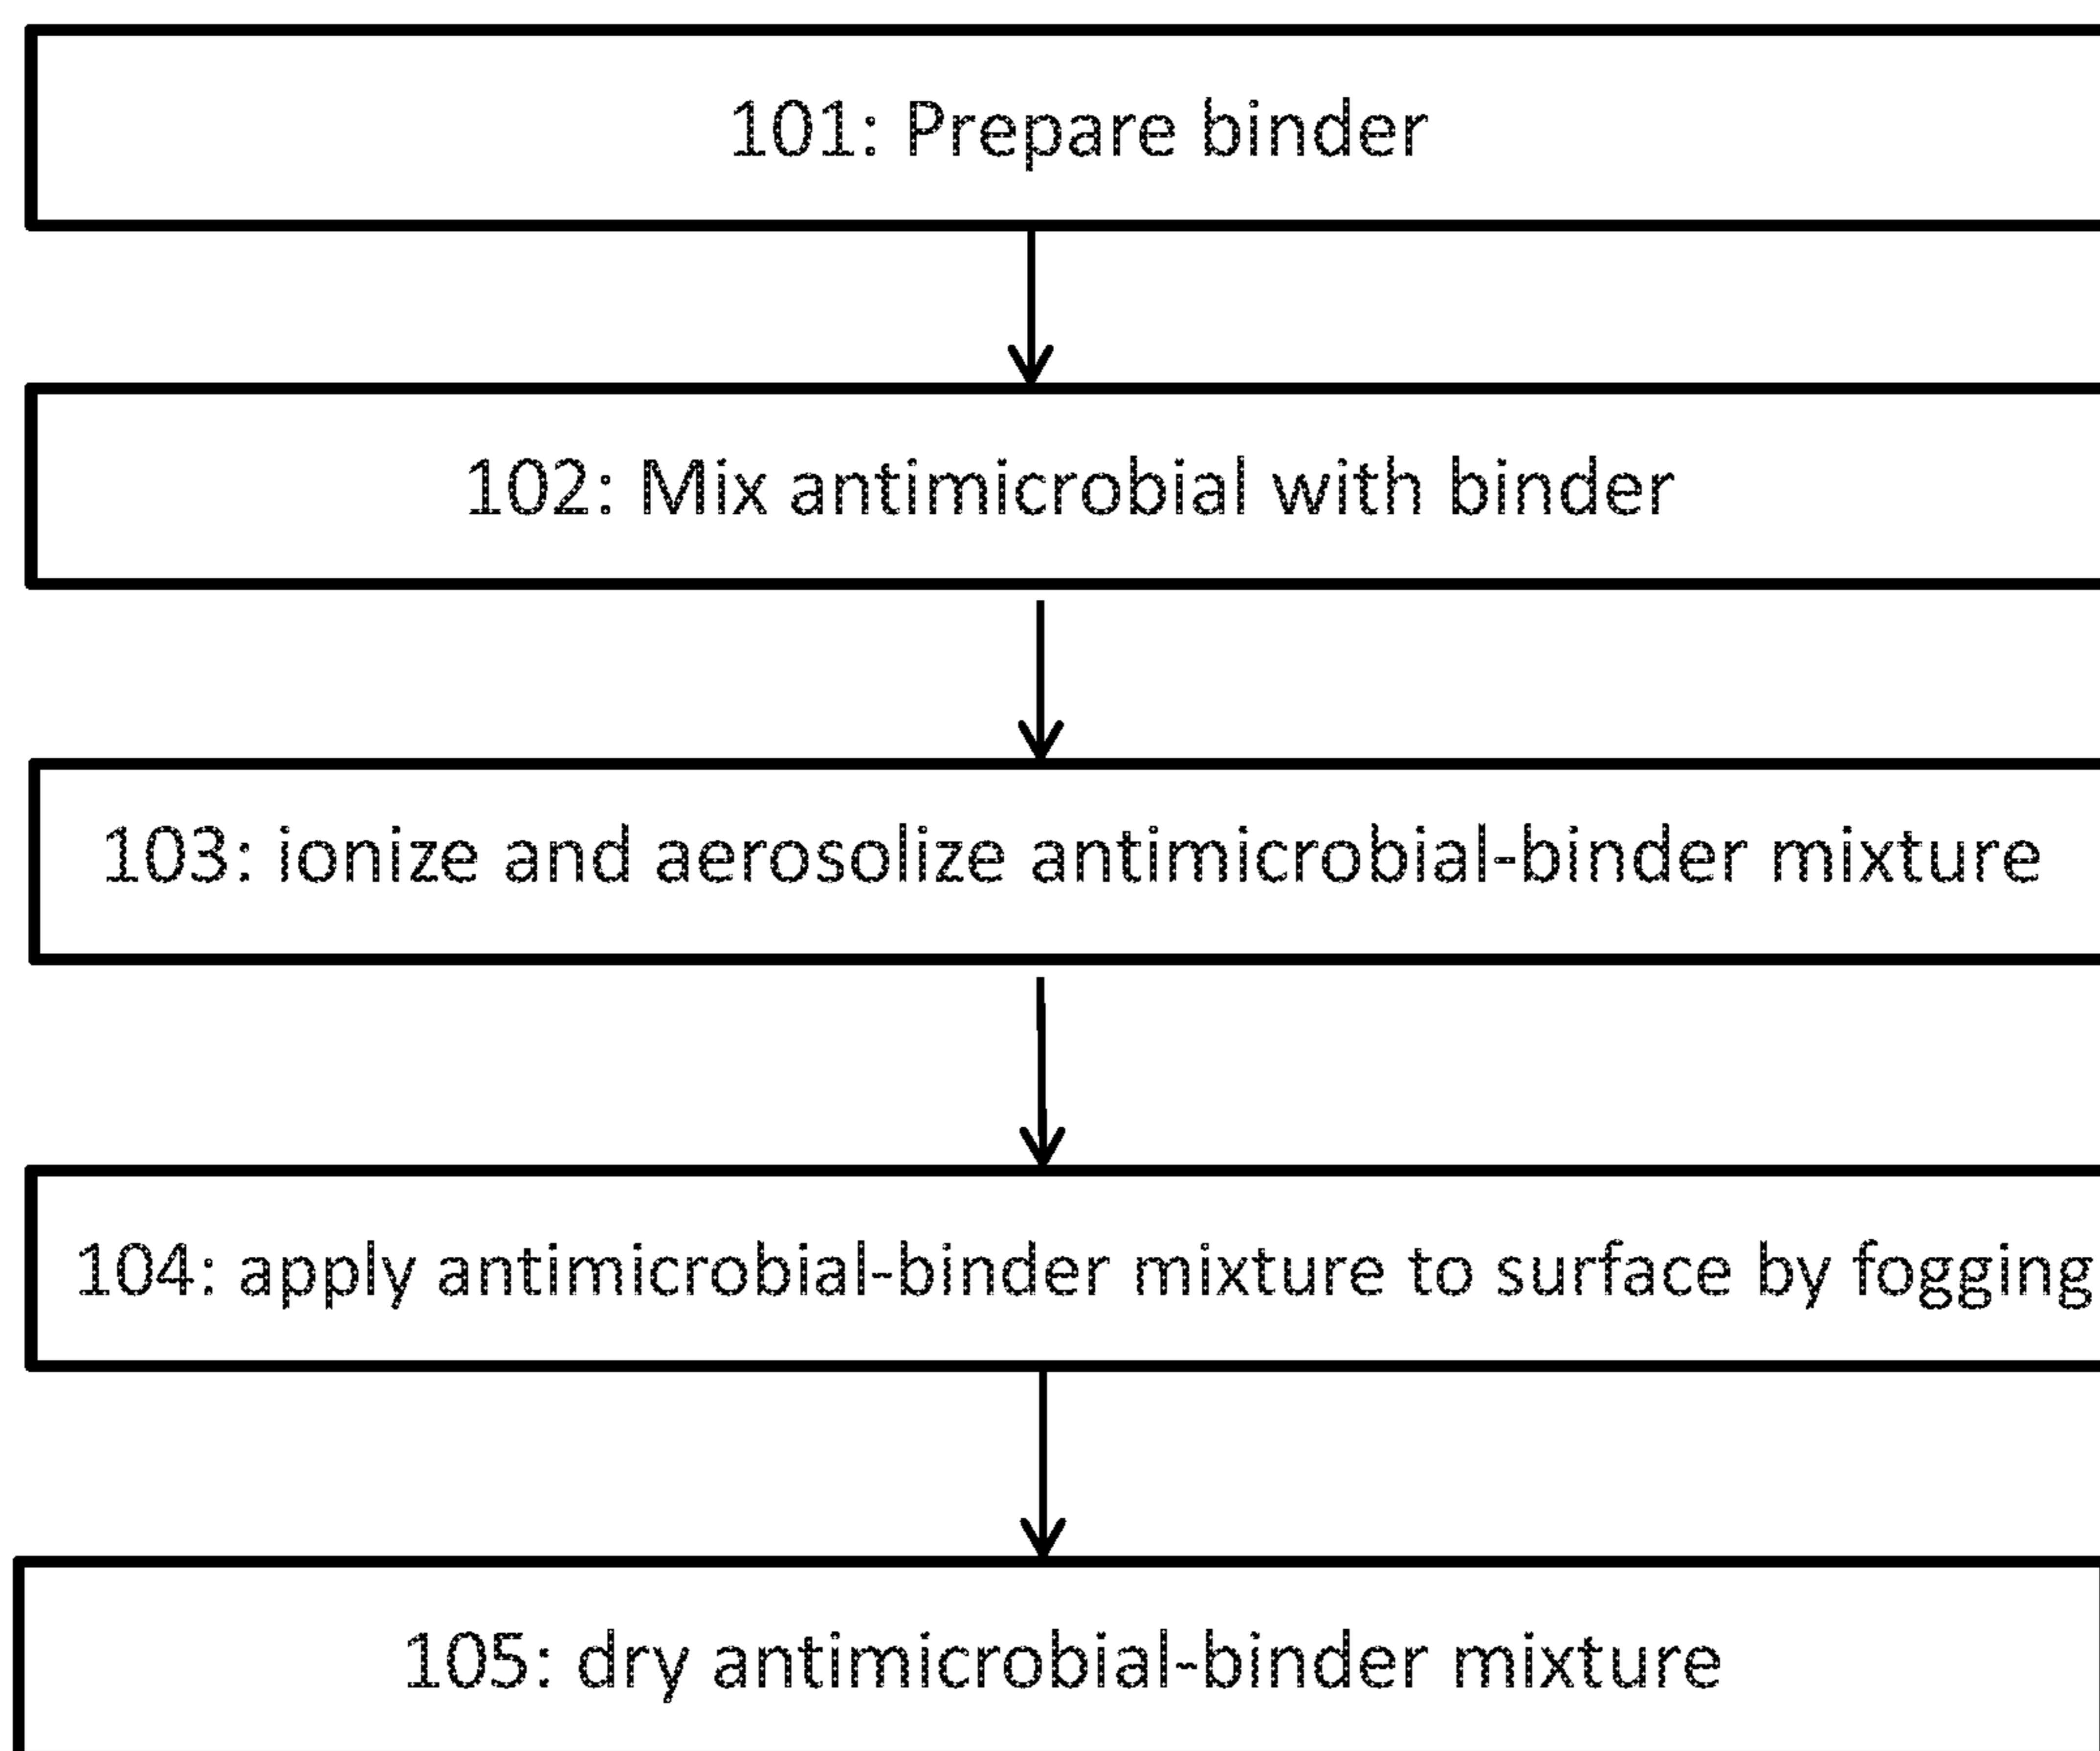 101: Prepare binder
102: Mix antimicrobial with binder
103: ionize and aerosolize antimicrobial-binder mixture
104: apply antimicrobial-binder mixture to surface by fogging
105: dry antimicrobial-binder mixture